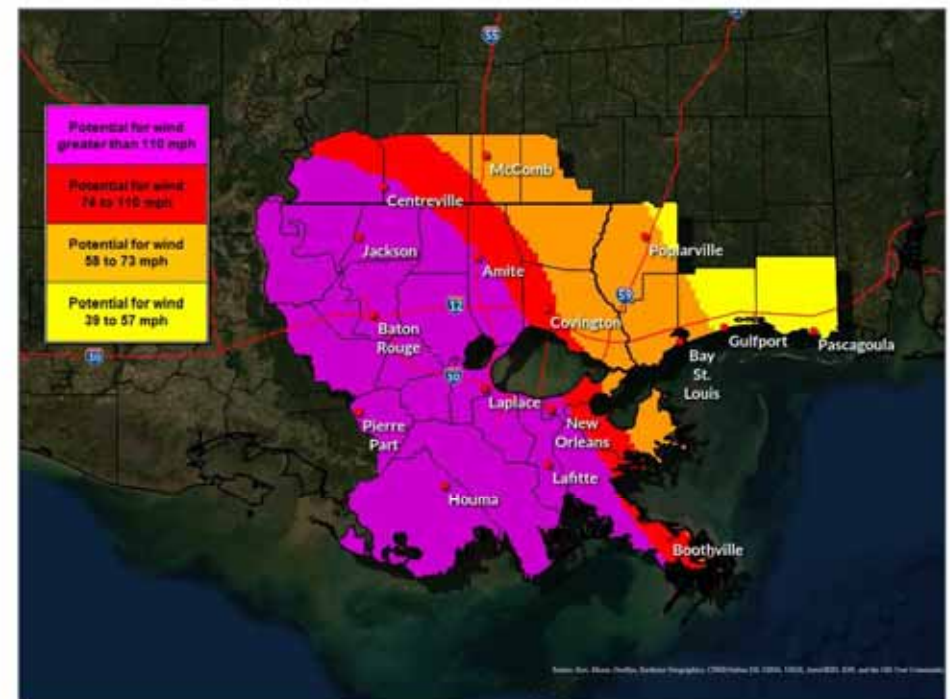 55
Potential for wind
greater than 110 mph
Potential for wind
74 to 110 mph
Potential for wind
58 to 73 mph
Potential for wind
39 to 57 mph
McComb
Centreville
Jackson
Poplarville
Amite
59
12
Baton
Rouge
Covington
Gulfport
Pascagoula
Bay
St.
Louis
Laplace
New
Orleans
Pierre
Part
Lafitte
Houma
Boothville